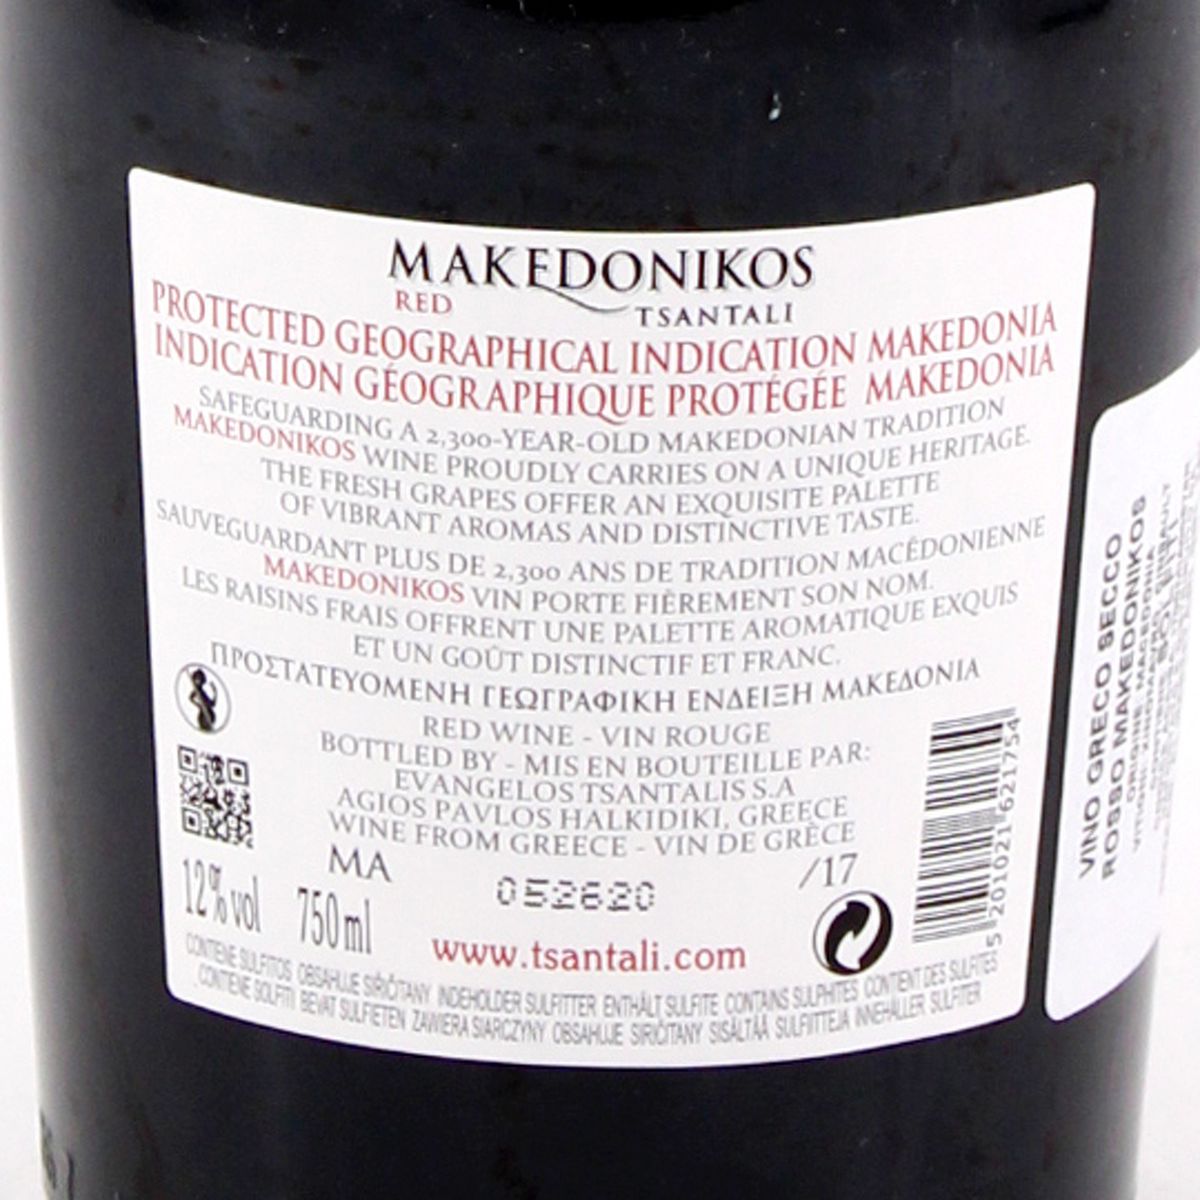 MAKEDONIKOS
RED
TSANTALI
PROTECTED GEOGRAPHICAL INDICATION MAKEDONIA
INDICATION GÉOGRAPHIQUE PROTÉGÉE MAKEDONIA
SAFEGUARDING A 2,300-YEAR-OLD MAKEDONIAN TRADITION
MAKEDONIKOS WINE PROUDLY CARRIES ON A UNIQUE HERITAGE.
THE FRESH GRAPES OFFER AN EXQUISITE PALETTE
OF VIBRANT AROMAS AND DISTINCTIVE TASTE.
SAUVEGUARDANT PLUS DE 2,300 ANS DE TRADITION MACÉDONIENNE
MAKEDONIKOS VIN PORTE FIÈREMENT SON NOM.
LES RAISINS FRAIS OFFRENT UNE PALETTE AROMATIQUE EXQUIS
ET UN GOÛT DISTINCTIF ET FRANC.
ΠΡΟΣΤΑΤΕΥΟΜΕΝΗ ΓΕΩΓΡΑΦΙΚΗ ΕΝΔΕΙΞΗ ΜΑΚΕΔΟΝΙΑ
RED WINE - VIN ROUGE
BOTTLED BY - MIS EN BOUTEILLE PAR:
EVANGELOS TSANTALIS S.A
AGIOS PAVLOS HALKIDIKI, GREECE
WINE FROM GREECE - VIN DE GRÈCE
MA
/17
052620
12% vol
750 ml
www.tsantali.com
CONTIENE SULFITOS OBSAHUJE SIŘIČITANY INDEHOLDER SULFITTER ENTHÄLT SULFITE CONTAINS SULPHITES CONTIENT DES SULFITES
CONTIENE SOLFITI BEVAT SULFIETEN ZAWIERA SIARCZYNY OBSAHUJE SIRIČITANY SISÄLTÄÄ SULFIITTEJA INNEHÅLLER SULFITER
5 201021 621754
VINO GRECO SECCO
ROSSO MAKEDONIKOS
ORIGINE MACEDONIA,